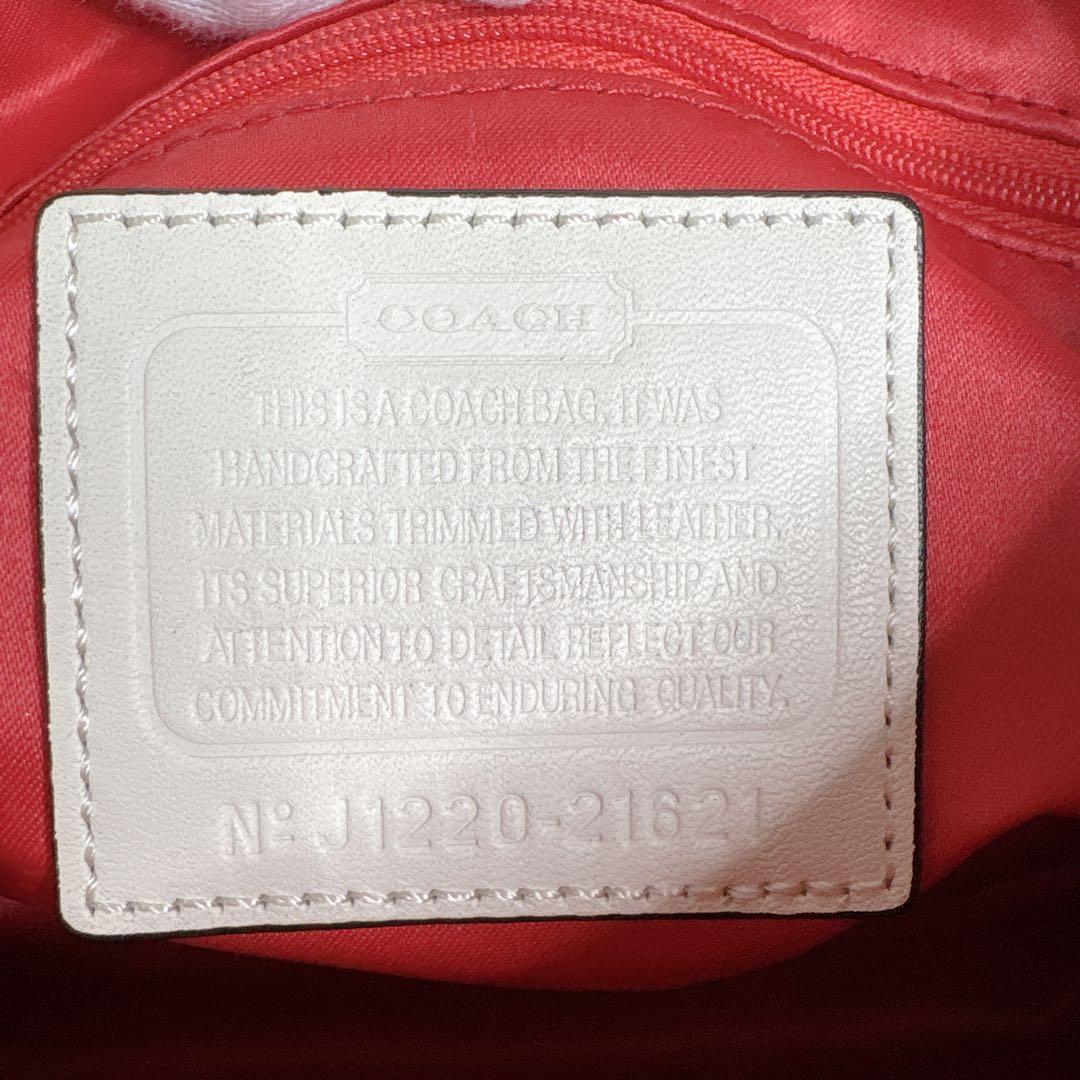 COACH
THIS IS A COACH BAG. IT WAS
HANDCRAFTED FROM THE FINEST
MATERIALS TRIMMED WITH LEATHER.
ITS SUPERIOR CRAFTSMANSHIP AND
ATTENTION TO DETAIL REFLECT OUR
COMMITMENT TO ENDURING QUALITY.
Nº J1220-21621